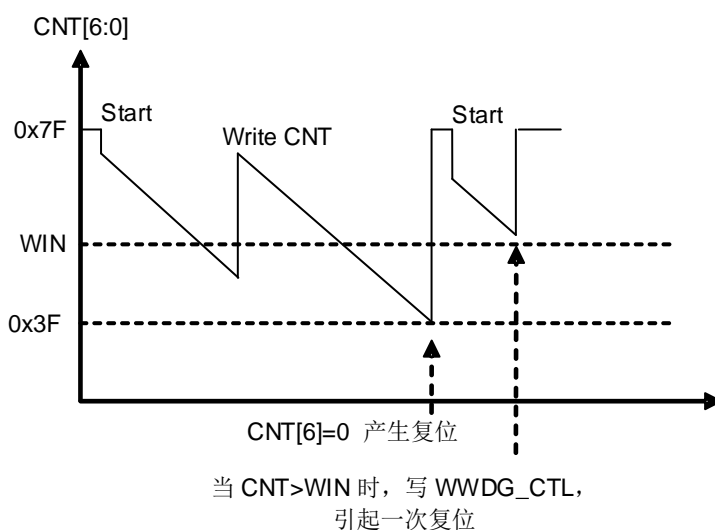 CNT[6:0]
0x7F
Start
Write CNT
Start
WIN
0x3F
CNT[6]=0 产生复位
当 CNT>WIN 时，写 WWDG_CTL，
引起一次复位